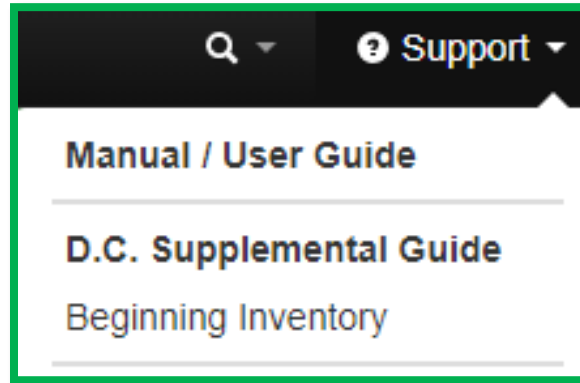 Support
Manual / User Guide
D.C. Supplemental Guide
Beginning Inventory